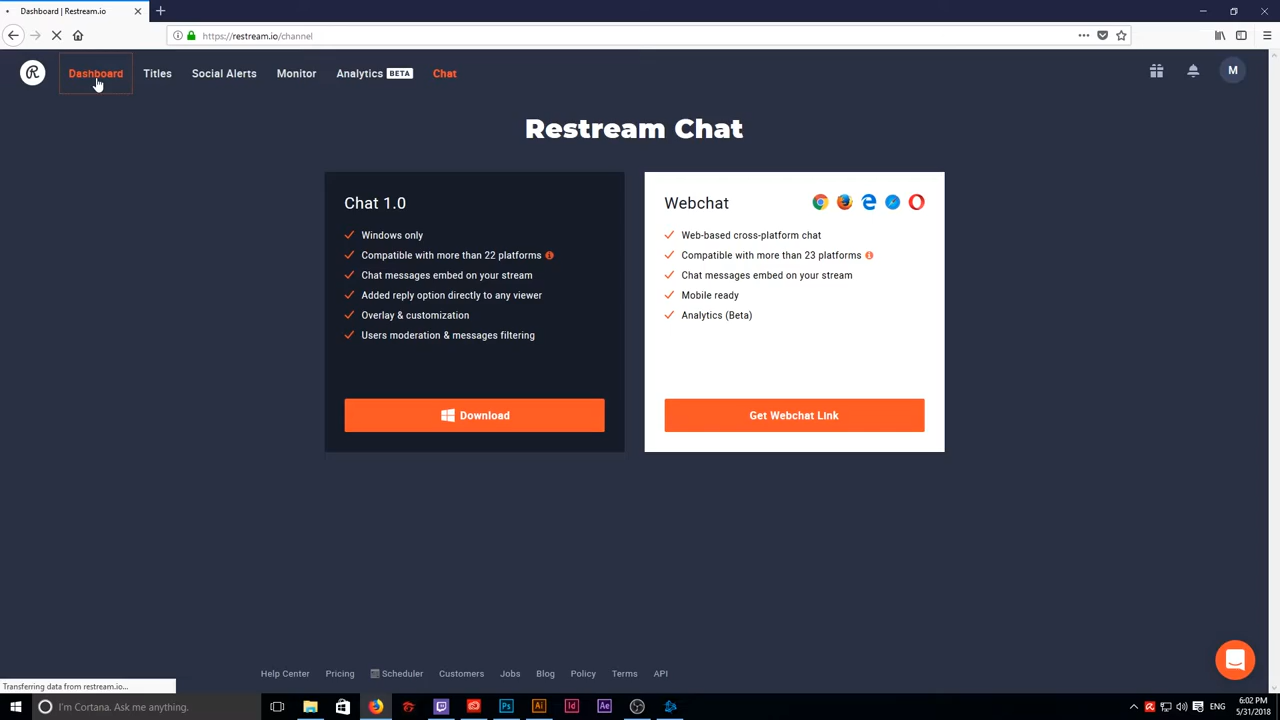 Dashboard | Restream.io
https://restream.io/channel
Dashboard Titles Social Alerts Monitor Analytics BETA Chat
M
Restream Chat
Chat 1.0
Windows only
Compatible with more than 22 platforms
Chat messages embed on your stream
Added reply option directly to any viewer
Overlay & customization
Users moderation & messages filtering
Download
Webchat
Web-based cross-platform chat
Compatible with more than 23 platforms
Chat messages embed on your stream
Mobile ready
Analytics (Beta)
Get Webchat Link
Help Center Pricing Scheduler Customers Jobs Blog Policy Terms API
Transferring data from restream.io...
I'm Cortana. Ask me anything.
Ps Ai Id Ae
ENG
6:02 PM
5/31/2018